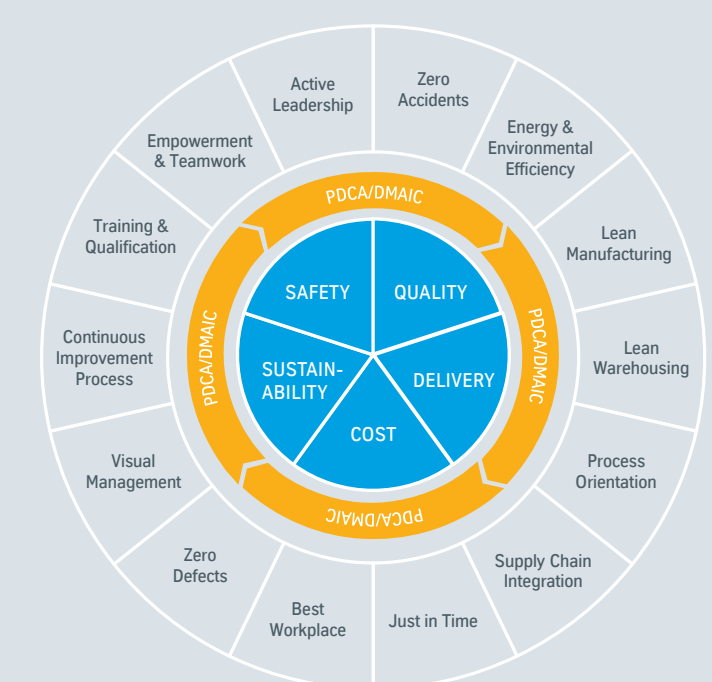 Active
Leadership
Zero
Accidents
Energy &
Environmental
Efficiency
Lean
Manufacturing
Lean
Warehousing
Process
Orientation
Supply Chain
Integration
Just in Time
Best
Workplace
Zero
Defects
Visual
Management
Continuous
Improvement
Process
Training &
Qualification
Empowerment
& Teamwork
PDCA/DMAIC
PDCA/DMAIC
PDCA/DMAIC
PDCA/DMAIC
SAFETY
QUALITY
DELIVERY
COST
SUSTAIN-
ABILITY